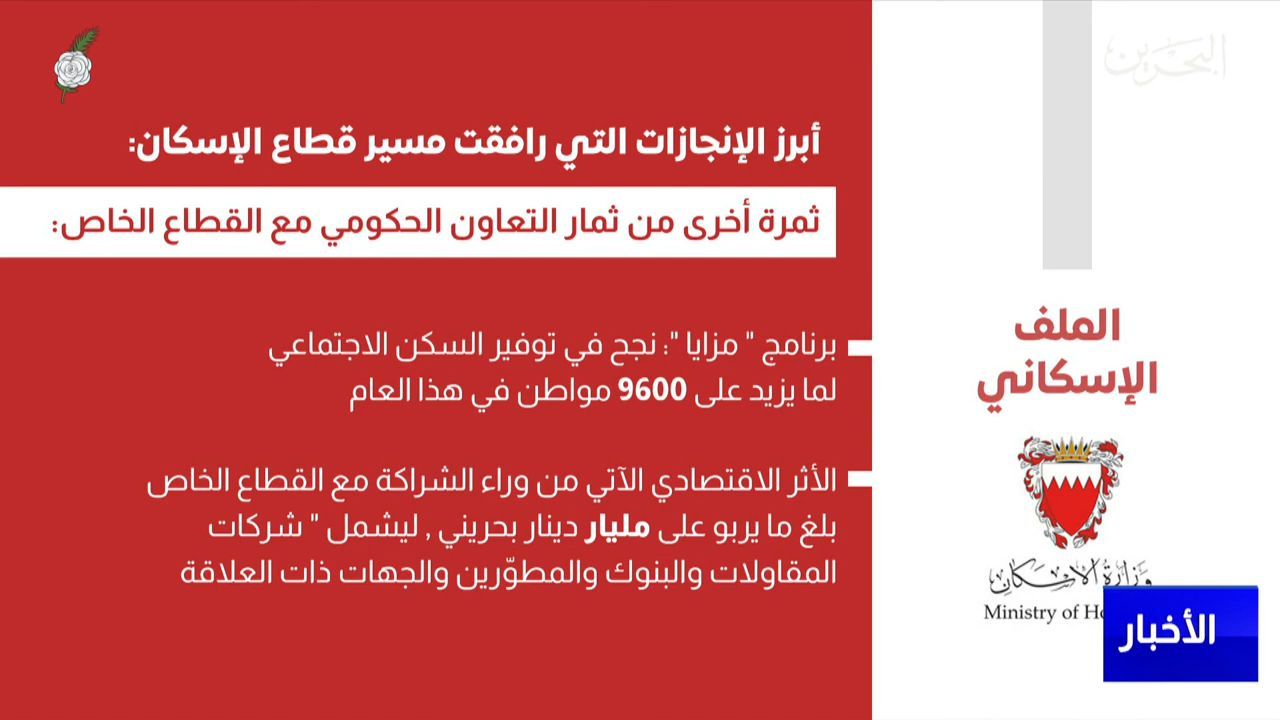 البحرين
أبرز الإنجازات التي رافقت مسير قطاع الإسكان:
ثمرة أخرى من ثمار التعاون الحكومي مع القطاع الخاص:
برنامج " مزايا ": نجح في توفير السكن الاجتماعي
لما يزيد على 9600 مواطن في هذا العام
الأثر الاقتصادي الآتي من وراء الشراكة مع القطاع الخاص
بلغ ما يربو على مليار دينار بحريني , ليشمل " شركات
المقاولات والبنوك والمطوّرين والجهات ذات العلاقة
الملف
الإسكاني
وزارة الإسكان
Ministry of
الأخبار